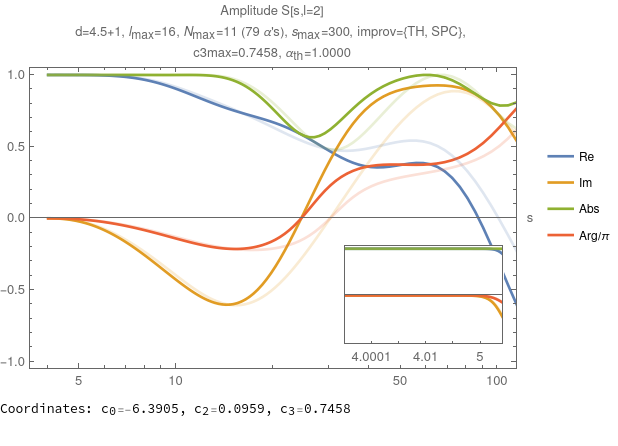 Amplitude S[s,l=2]
d=4.5+1, lmax=16, Nmax=11 (79 α's), smax=300, improv={TH, SPC},
c3max=0.7458, αth=1.0000
1.0
0.5
0.0
-0.5
-1.0
5
10
50
100
s
4.0001
4.01
5
Re
Im
Abs
Arg/π
Coordinates: c0=-6.3905, c2=0.0959, c3=0.7458